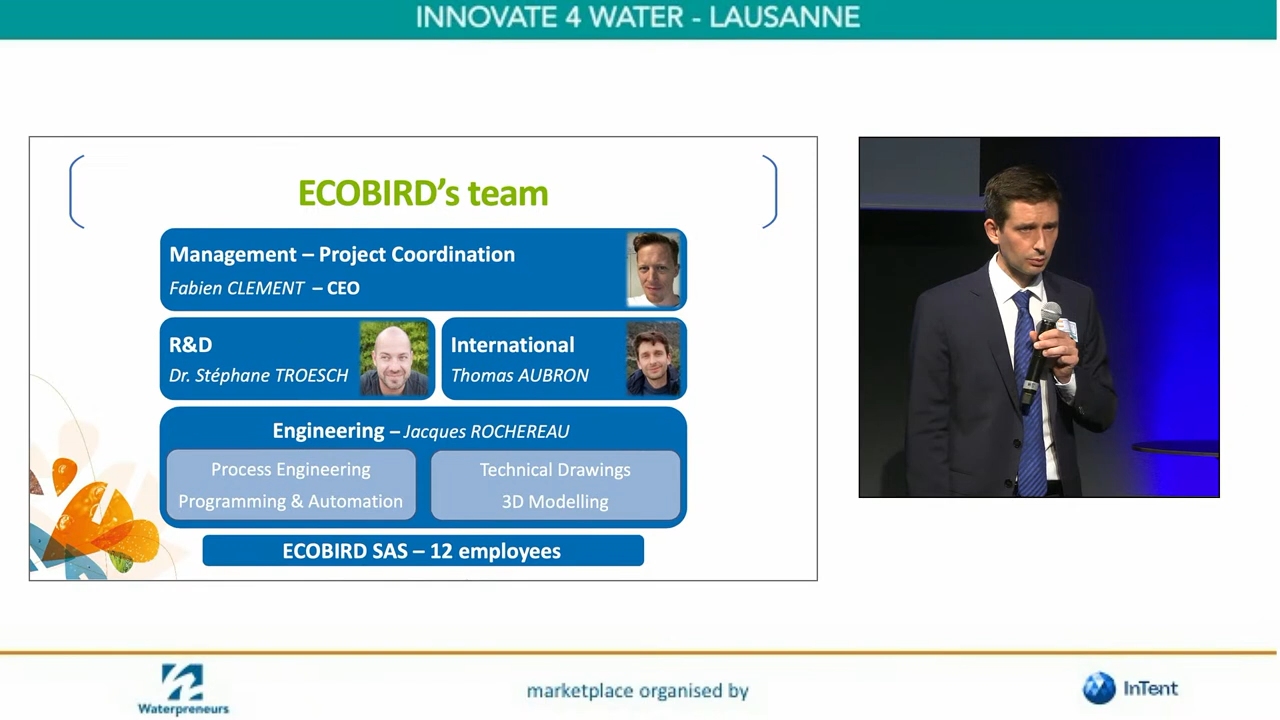 INNOVATE 4 WATER - LAUSANNE
ECOBIRD's team
Management – Project Coordination
Fabien CLEMENT – CEO
R&D
Dr. Stéphane TROESCH
International
Thomas AUBRON
Engineering – Jacques ROCHEREAU
Process Engineering
Programming & Automation
Technical Drawings
3D Modelling
ECOBIRD SAS – 12 employees
Waterpreneurs
marketplace organised by
InTent